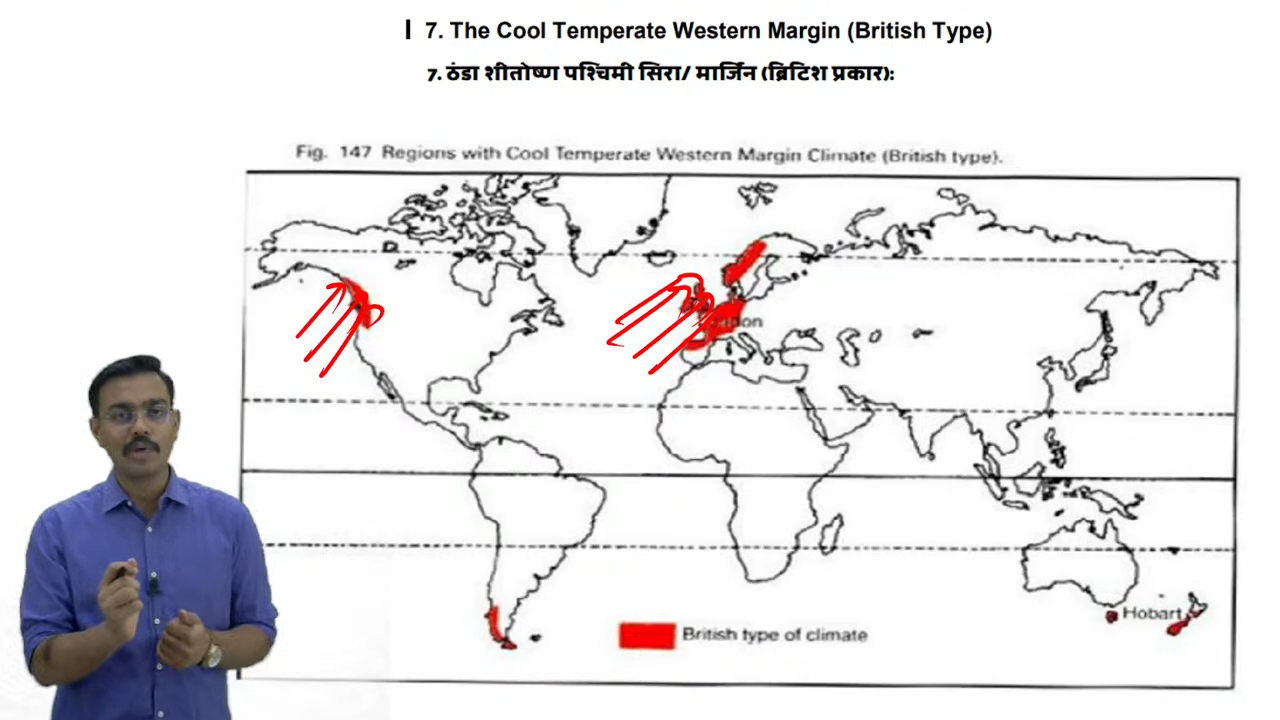 7. The Cool Temperate Western Margin (British Type)
7. ठंडा शीतोष्ण पश्चिमी सिरा/ मार्जिन (ब्रिटिश प्रकार):
Fig. 147 Regions with Cool Temperate Western Margin Climate (British type).
London
Hobart
British type of climate